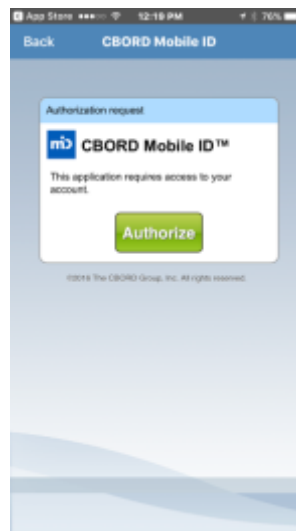 App Store 12:19 PM 76%
Back CBORD Mobile ID
Authorization request
mD CBORD Mobile ID™
This application requires access to your
account.
Authorize
©2016 The CBORD Group, Inc. All rights reserved.